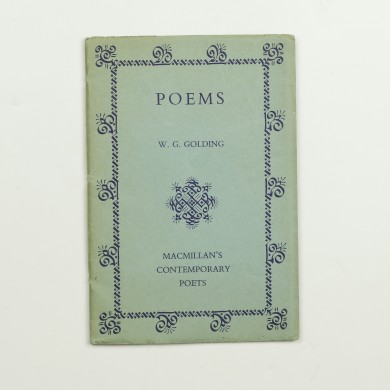 POEMS
W. G. GOLDING
MACMILLAN'S
CONTEMPORARY
POETS